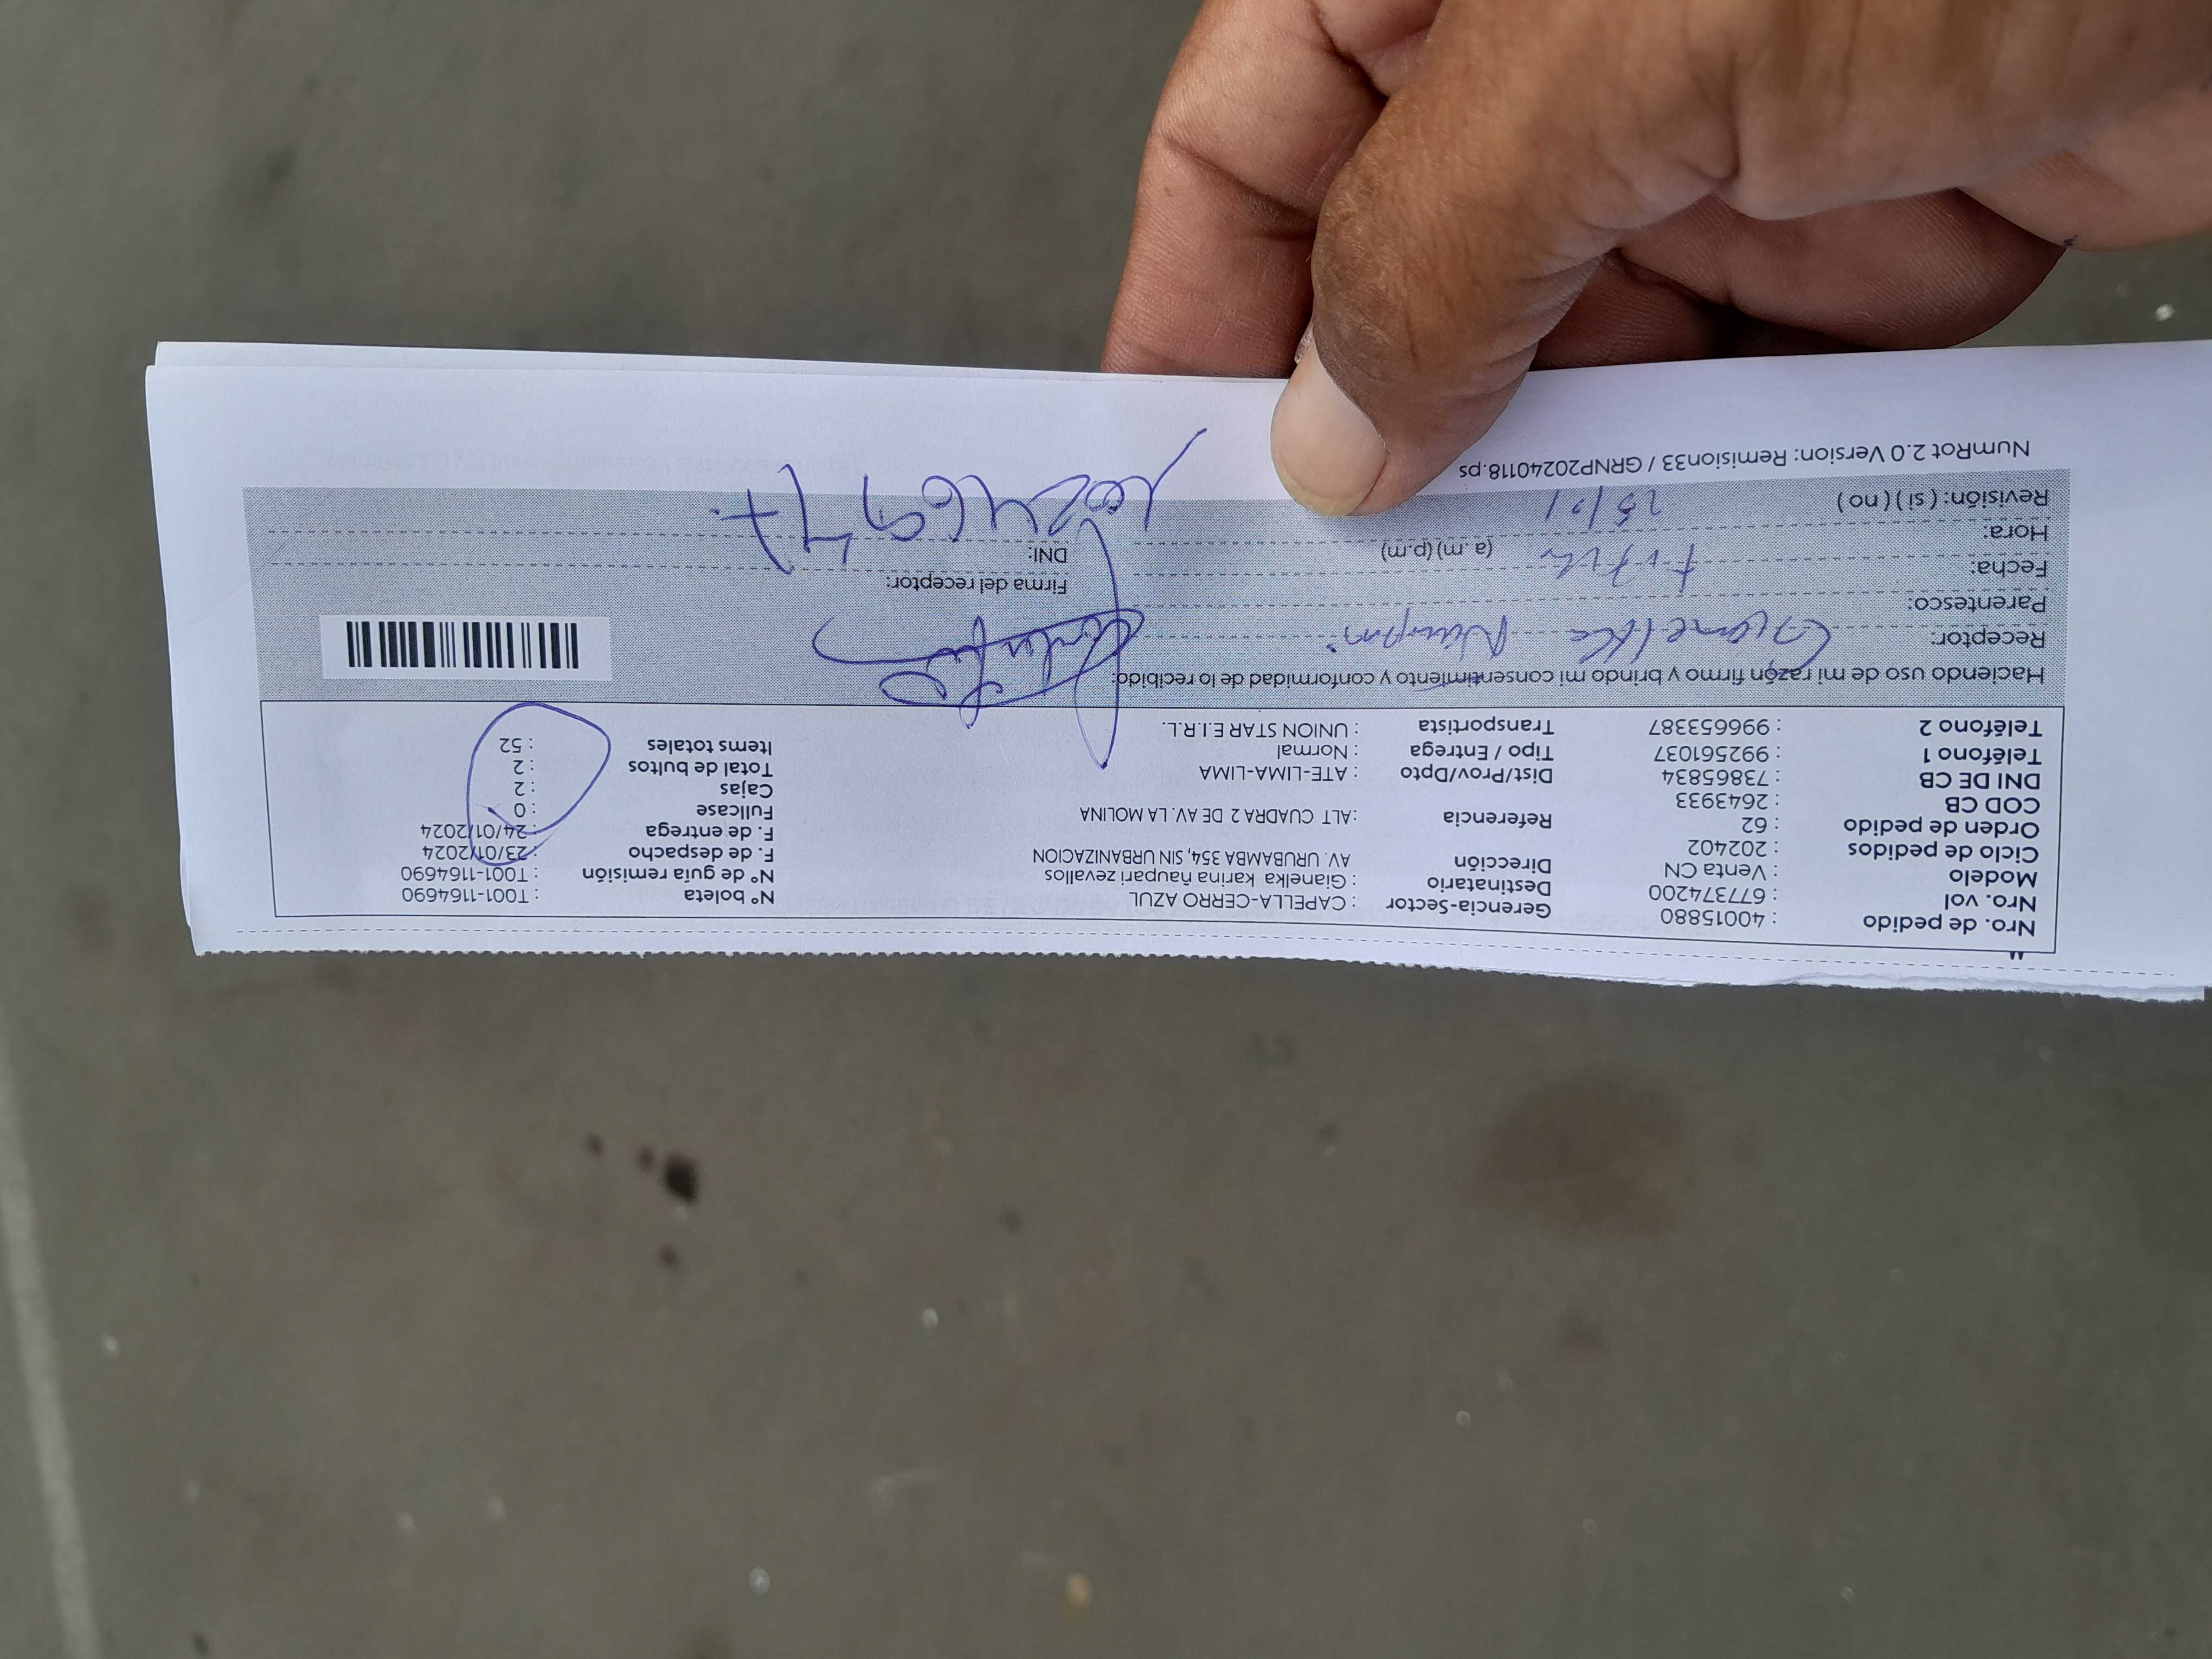 Nro. de pedido : 40015880
Nro. vol : 677374200
Modelo : Venta CN
Ciclo de pedidos : 202402
Orden de pedido : 62
COD CB : 2643933
DNI DE CB : 73865834
Teléfono 1 : 992561037
Teléfono 2 : 996653387
Gerencia-Sector : CAPELLA-CERRO AZUL
Destinatario : Gianelka karina ñaupari zevallos
Dirección AV. URUBAMBA 354, SIN URBANIZACION
Referencia : ALT CUADRA 2 DE AV. LA MOLINA
Dist/Prov/Dpto : ATE-LIMA-LIMA
Tipo / Entrega : Normal
Transportista : UNION STAR E.I.R.L.
N° boleta : T001-1164690
N° de guía remisión : T001-1164690
F. de despacho : 23/01/2024
F. de entrega : 24/01/2024
Fullcase : 0
Cajas : 2
Total de bultos : 2
Items totales : 52
Haciendo uso de mi razón firmo y brindo mi consentimiento y conformidad de lo recibido:
Receptor:
Parentesco:
Fecha:
Hora: (a.m) (p.m)
Revisión: ( si ) ( no )
Firma del receptor:
DNI:
NumRot 2.0 Version: Remision33 / GRNP20240118.ps